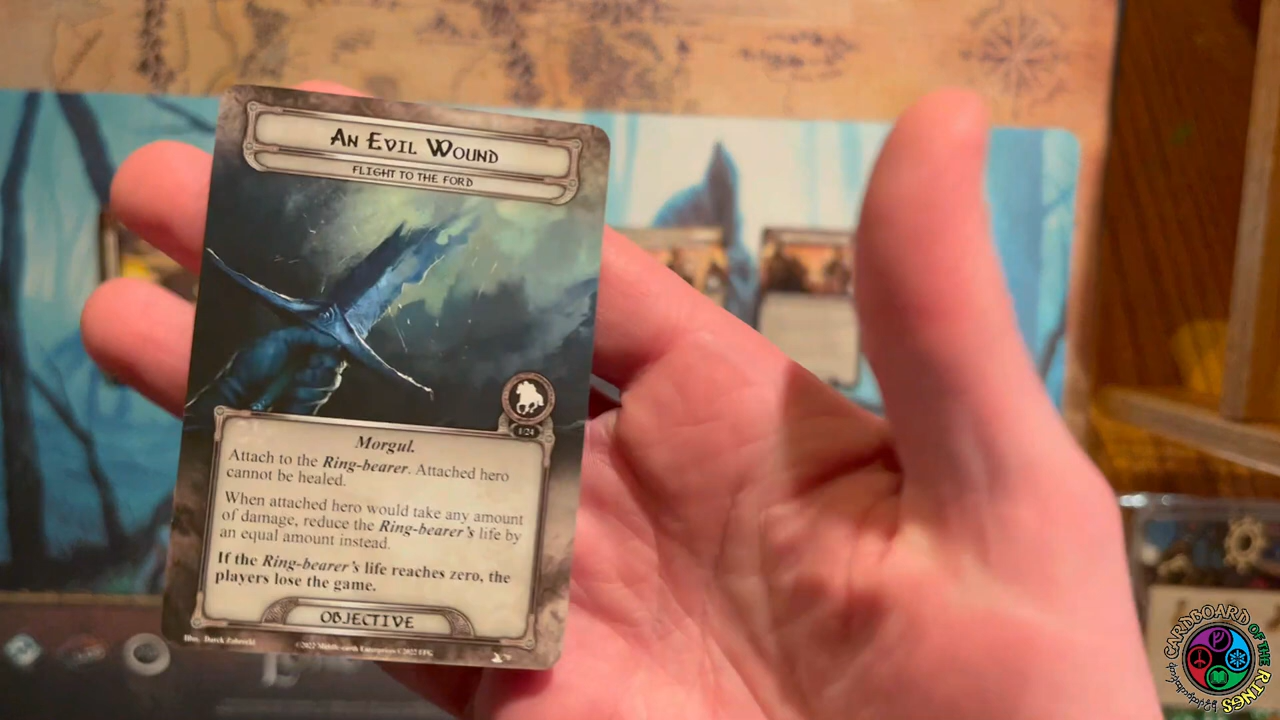 An Evil Wound
FLIGHT TO THE FORD
1/24
Morgul.
Attach to the Ring-bearer. Attached hero
cannot be healed.
When attached hero would take any amount
of damage, reduce the Ring-bearer's life by
an equal amount instead.
If the Ring-bearer's life reaches zero, the
players lose the game.
OBJECTIVE
©2022 Middle-earth Enterprises ©2022 FFG
CARDBOARD OF THE RINGS